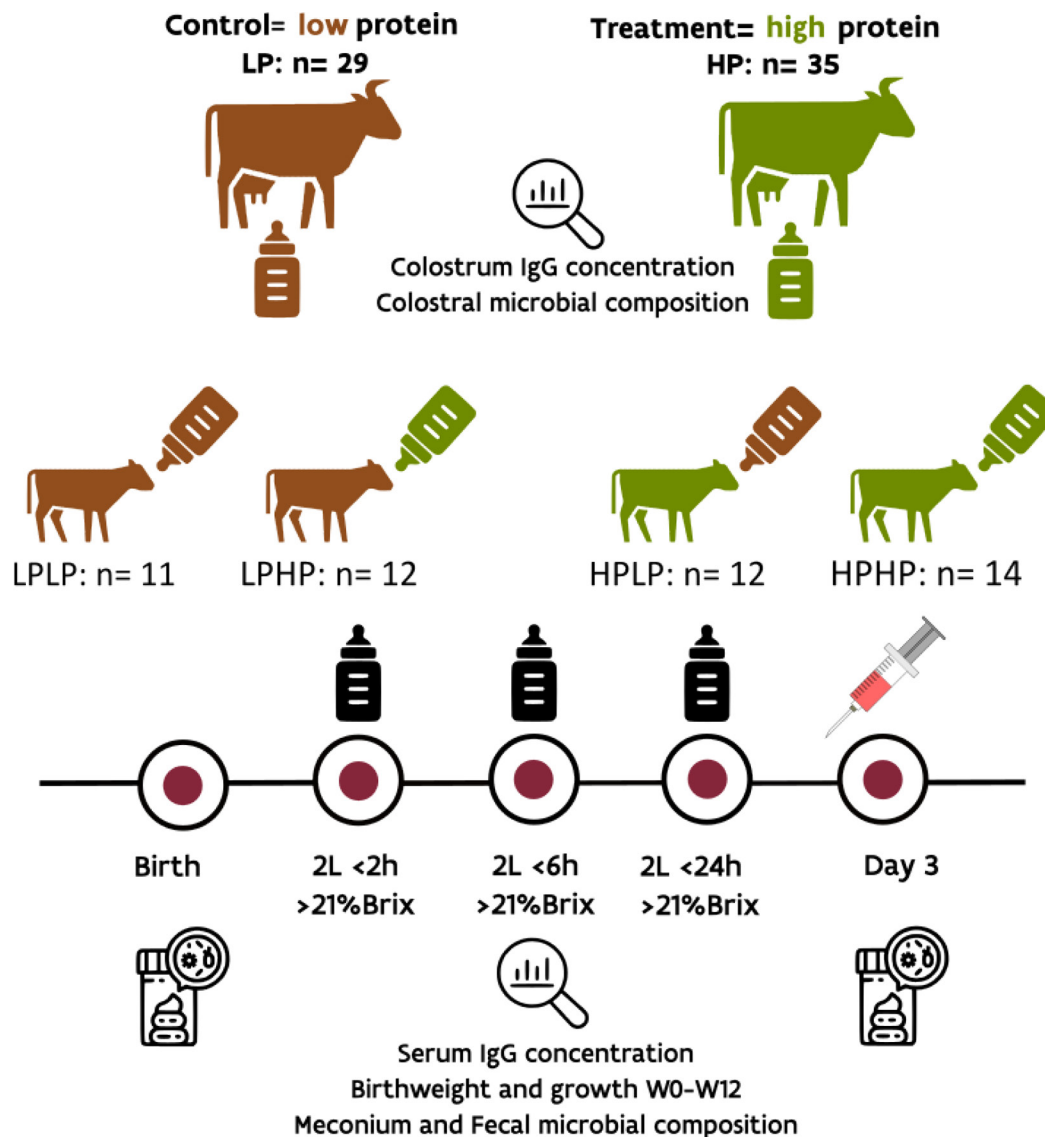 Control= low protein
LP: n= 29
Treatment= high protein
HP: n= 35
Colostrum IgG concentration
Colostral microbial composition
LPLP: n= 11
LPHP: n= 12
HPLP: n= 12
HPHP: n= 14
Birth
2L <2h
>21%Brix
2L <6h
>21%Brix
2L <24h
>21%Brix
Day 3
Serum IgG concentration
Birthweight and growth W0-W12
Meconium and Fecal microbial composition